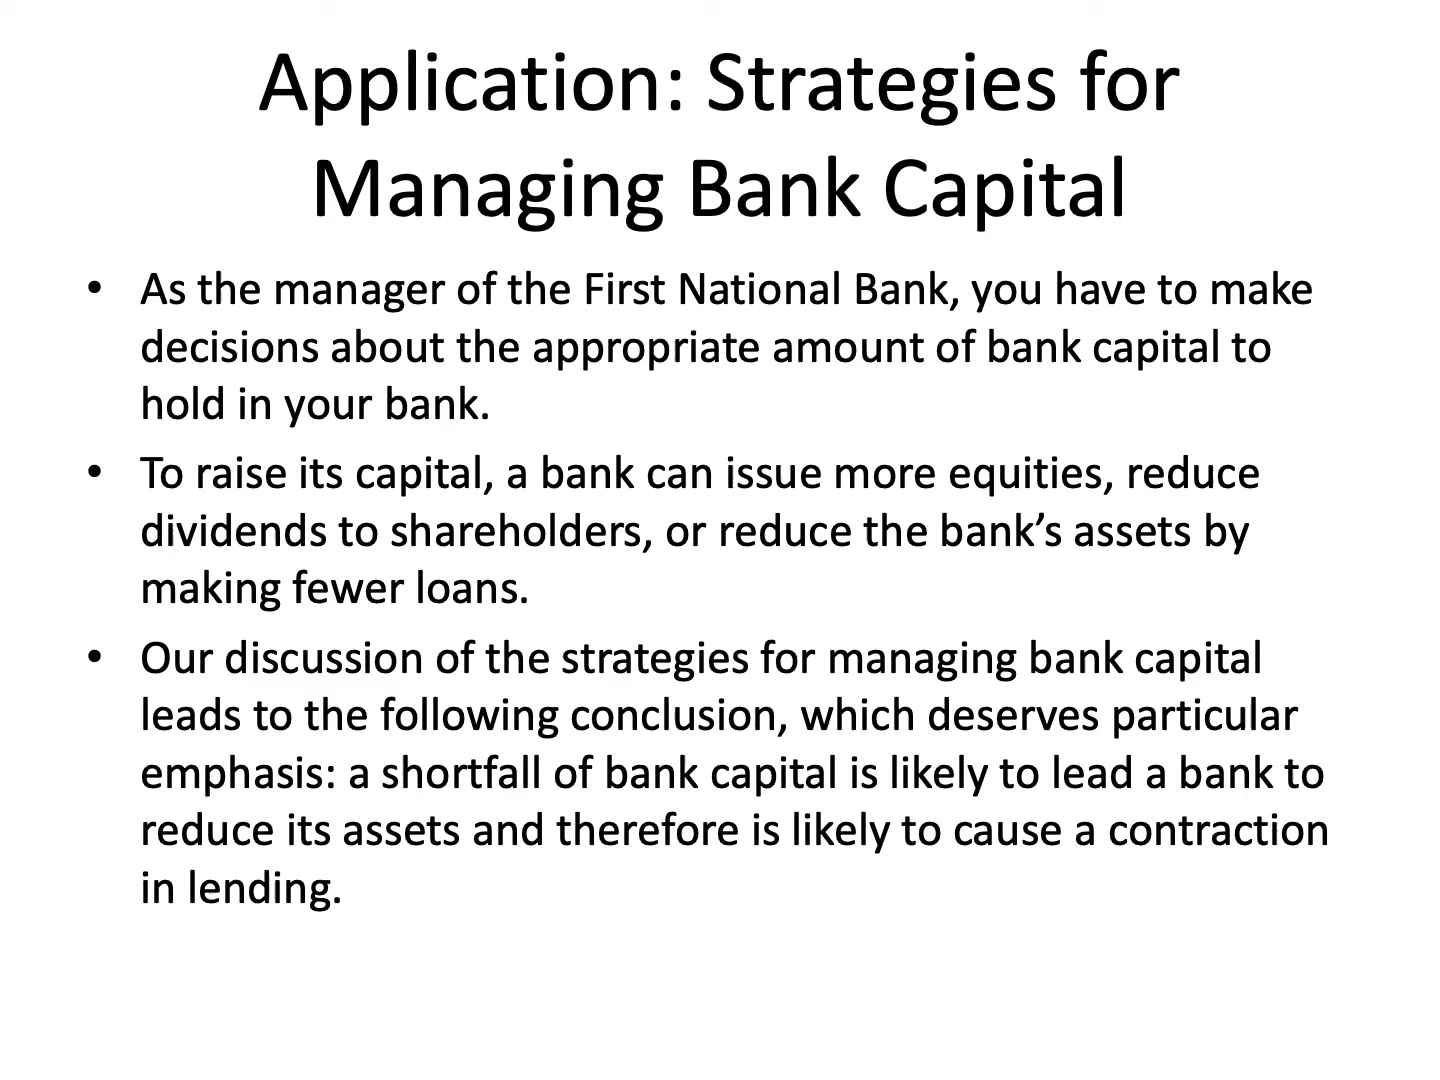 Application: Strategies for
Managing Bank Capital
• As the manager of the First National Bank, you have to make
decisions about the appropriate amount of bank capital to
hold in your bank.
• To raise its capital, a bank can issue more equities, reduce
dividends to shareholders, or reduce the bank’s assets by
making fewer loans.
• Our discussion of the strategies for managing bank capital
leads to the following conclusion, which deserves particular
emphasis: a shortfall of bank capital is likely to lead a bank to
reduce its assets and therefore is likely to cause a contraction
in lending.